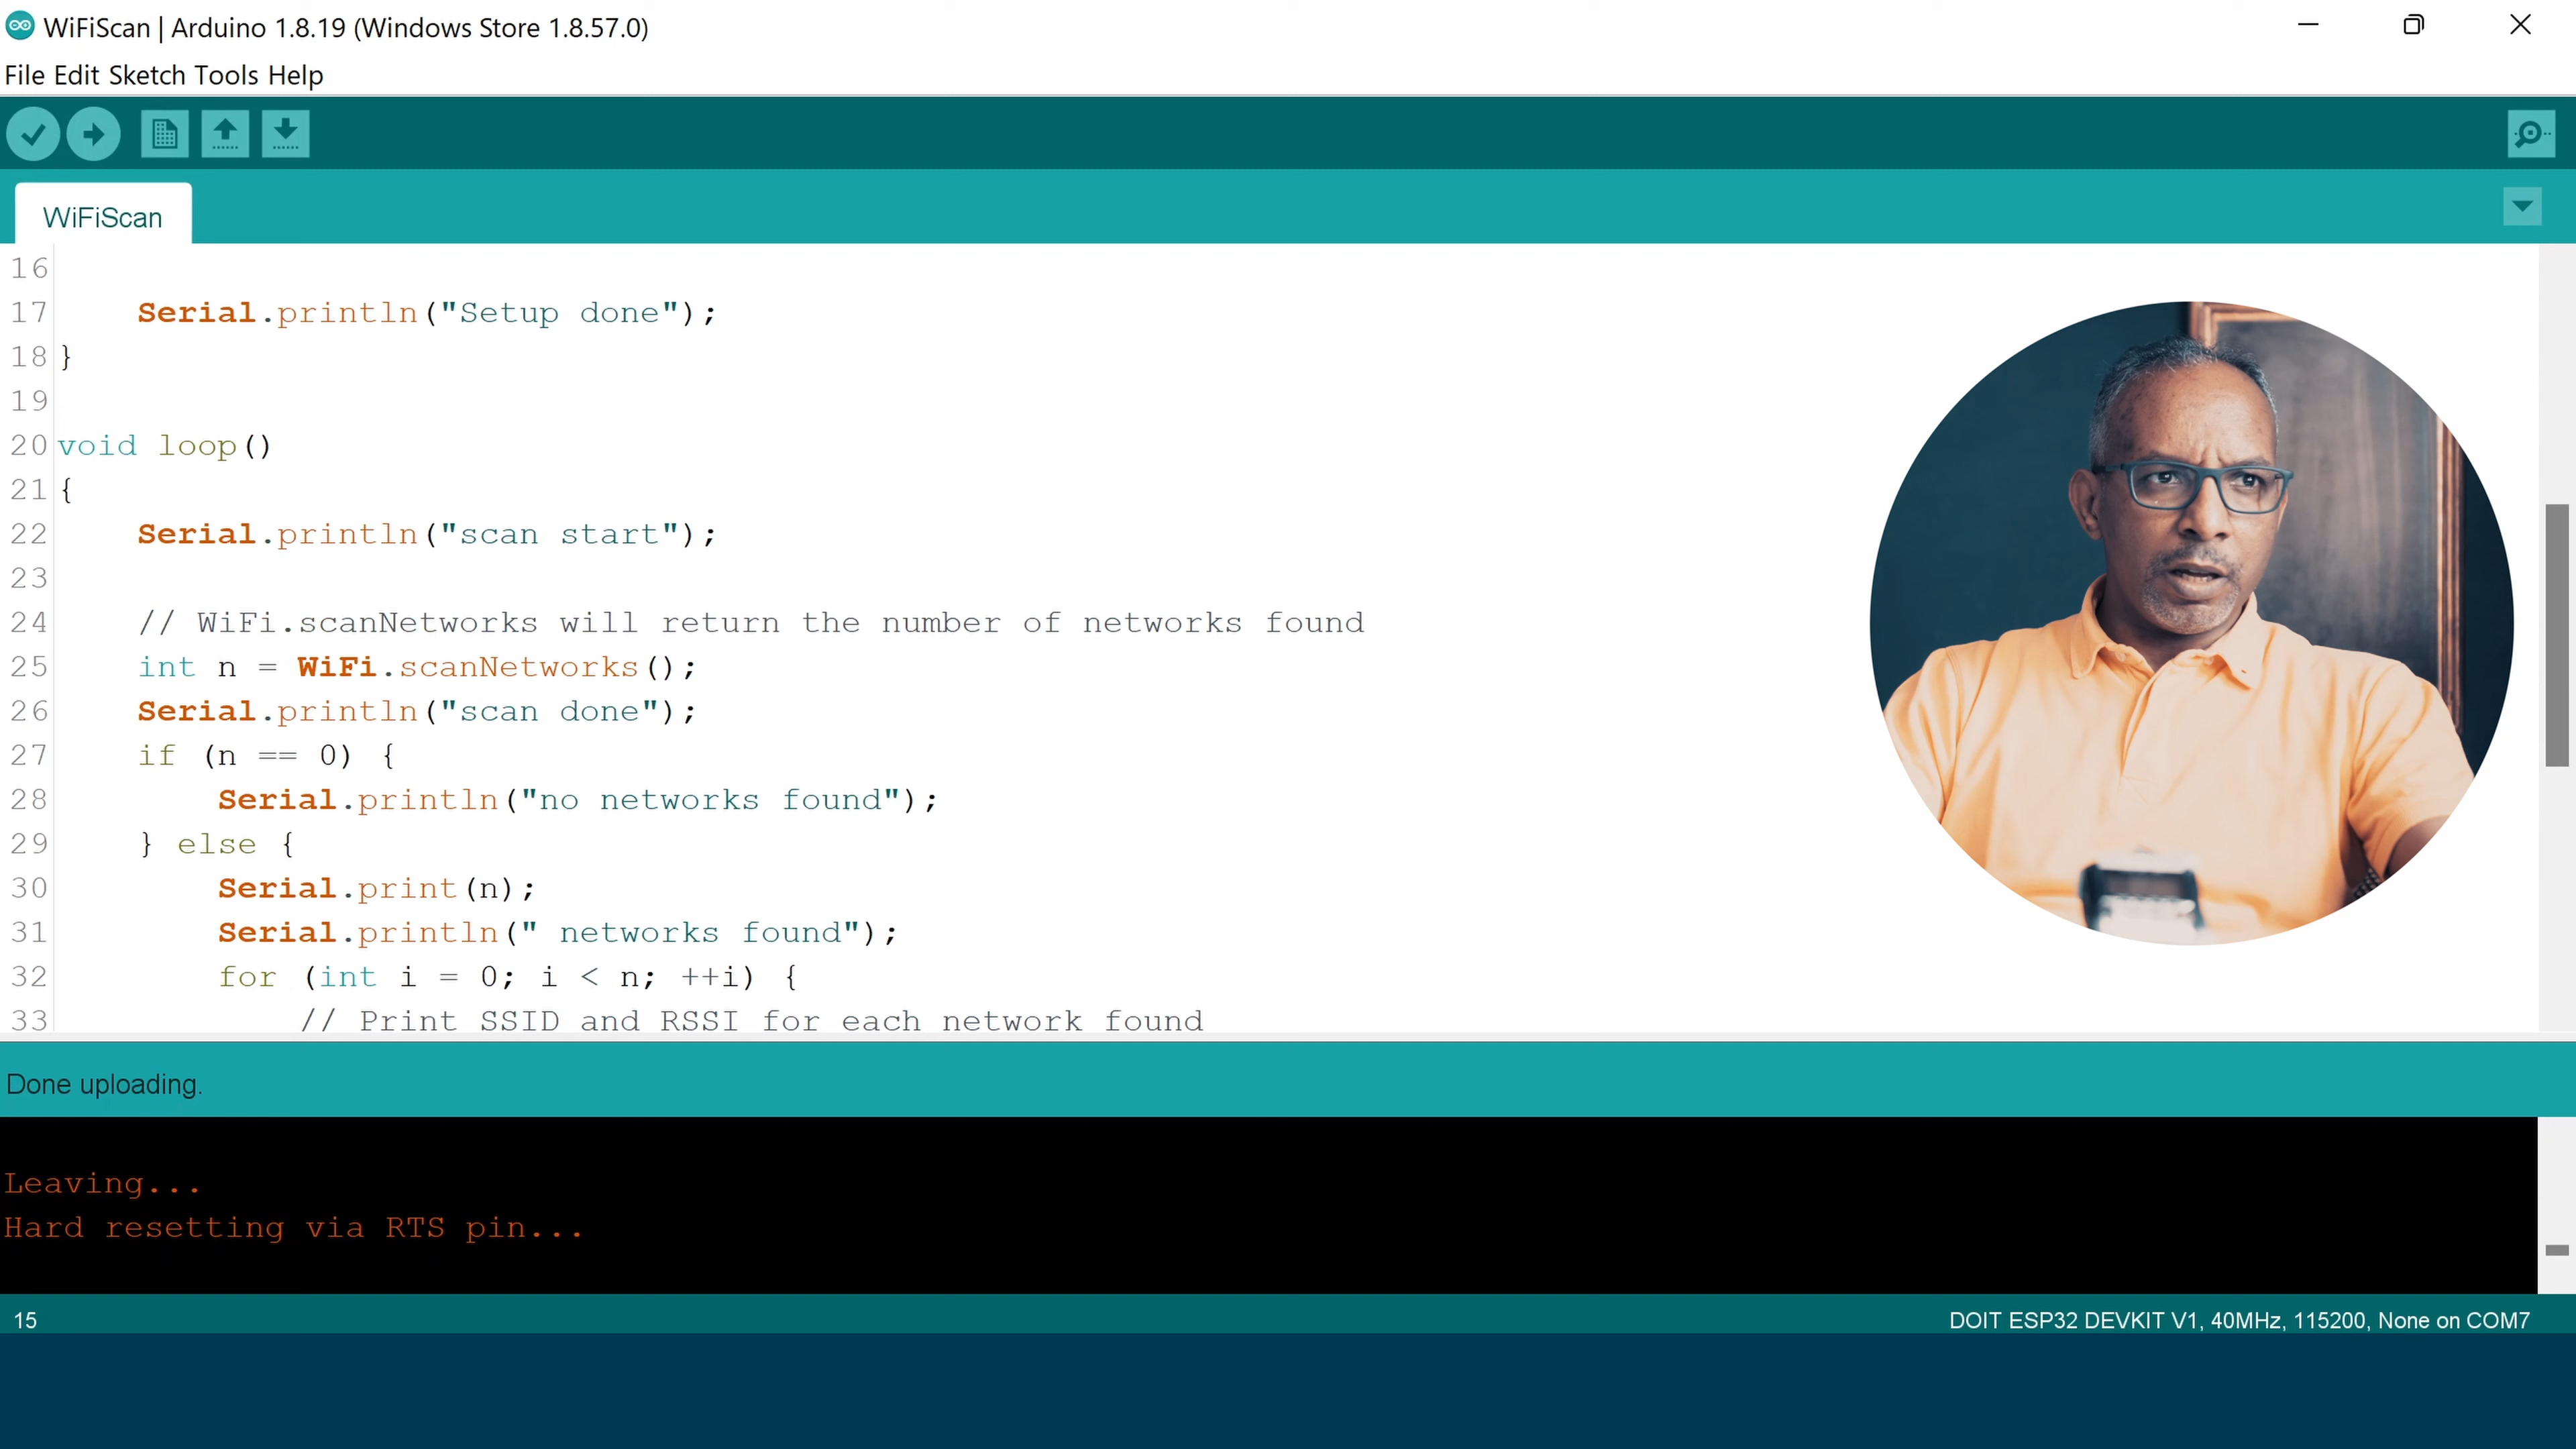 WiFiScan | Arduino 1.8.19 (Windows Store 1.8.57.0)
File Edit Sketch Tools Help
WiFiScan
16
17 Serial.println("Setup done");
18 }
19
20 void loop()
21 {
22 Serial.println("scan start");
23
24 // WiFi.scanNetworks will return the number of networks found
25 int n = WiFi.scanNetworks();
26 Serial.println("scan done");
27 if (n == 0) {
28 Serial.println("no networks found");
29 } else {
30 Serial.print(n);
31 Serial.println(" networks found");
32 for (int i = 0; i < n; ++i) {
33 // Print SSID and RSSI for each network found
Done uploading.
Leaving...
Hard resetting via RTS pin...
15 DOIT ESP32 DEVKIT V1, 40MHz, 115200, None on COM7